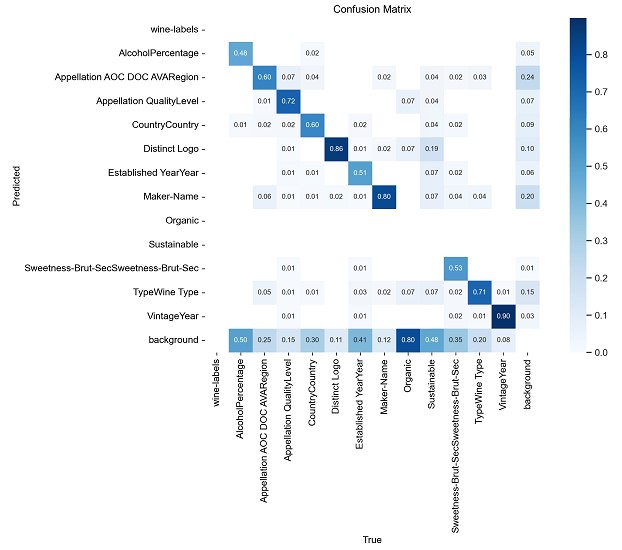 Confusion Matrix
wine-labels
AlcoholPercentage 0.48 0.02 0.05
Appellation AOC DOC AVARegion 0.60 0.07 0.04 0.02 0.04 0.02 0.03 0.24
Appellation QualityLevel 0.01 0.72 0.07 0.04 0.07
CountryCountry 0.01 0.02 0.02 0.60 0.02 0.04 0.02 0.09
Distinct Logo 0.01 0.86 0.01 0.02 0.07 0.19 0.10
Established YearYear 0.01 0.01 0.51 0.07 0.02 0.06
Maker-Name 0.06 0.01 0.01 0.02 0.01 0.80 0.07 0.04 0.04 0.20
Organic
Sustainable
Sweetness-Brut-SecSweetness-Brut-Sec 0.01 0.01 0.53 0.01
TypeWine Type 0.05 0.01 0.01 0.03 0.02 0.07 0.07 0.02 0.71 0.01 0.15
VintageYear 0.01 0.01 0.02 0.01 0.90 0.03
background 0.50 0.25 0.15 0.30 0.11 0.41 0.12 0.80 0.48 0.35 0.20 0.08
Predicted
wine-labels
AlcoholPercentage
Appellation AOC DOC AVARegion
Appellation QualityLevel
CountryCountry
Distinct Logo
Established YearYear
Maker-Name
Organic
Sustainable
Sweetness-Brut-SecSweetness-Brut-Sec
TypeWine Type
VintageYear
background
True
0.8
0.7
0.6
0.5
0.4
0.3
0.2
0.1
0.0